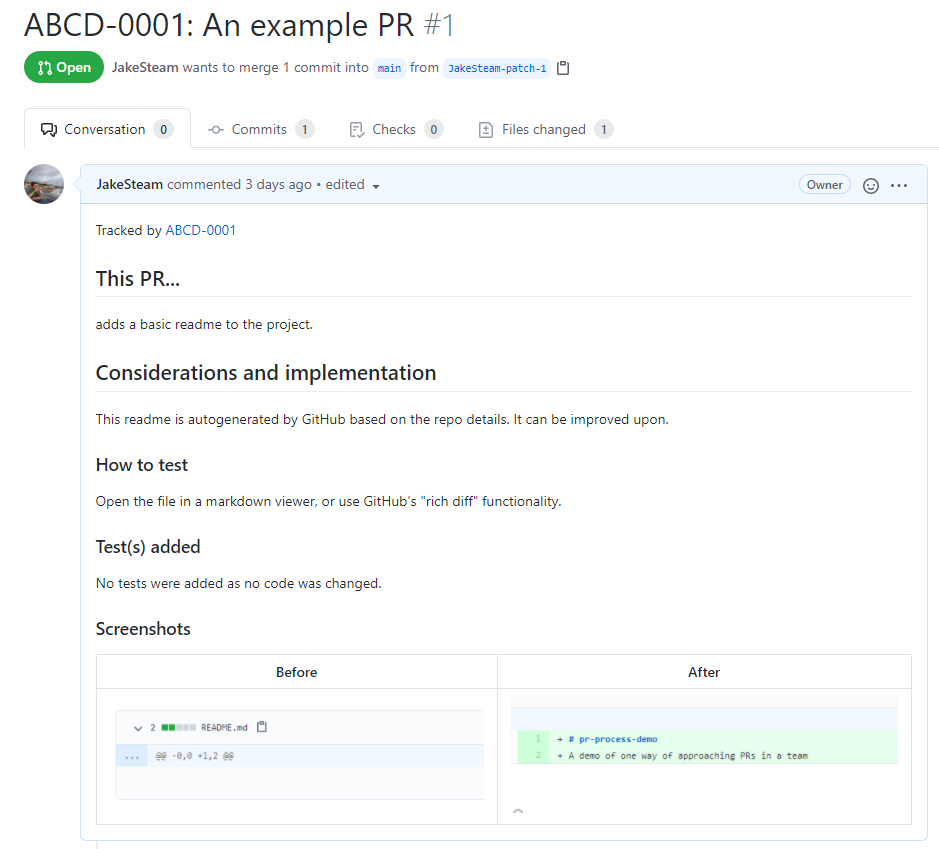 ABCD-0001: An example PR #1
Open JakeSteam wants to merge 1 commit into main from JakeSteam-patch-1
Conversation 0 Commits 1 Checks 0 Files changed 1
JakeSteam commented 3 days ago • edited Owner
Tracked by ABCD-0001
This PR...
adds a basic readme to the project.
Considerations and implementation
This readme is autogenerated by GitHub based on the repo details. It can be improved upon.
How to test
Open the file in a markdown viewer, or use GitHub's "rich diff" functionality.
Test(s) added
No tests were added as no code was changed.
Screenshots
Before After
2 README.md
... @@ -0,0 +1,2 @@
1 + # pr-process-demo
2 + A demo of one way of approaching PRs in a team